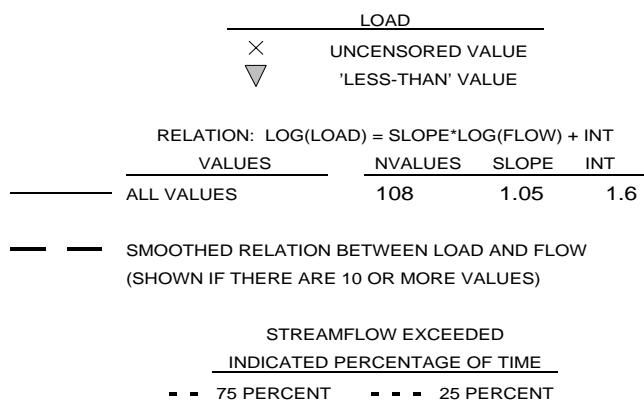 LOAD
UNCENSORED VALUE
'LESS-THAN' VALUE
RELATION: LOG(LOAD) = SLOPE*LOG(FLOW) + INT
VALUES NVALUES SLOPE INT
ALL VALUES 108 1.05 1.6
SMOOTHED RELATION BETWEEN LOAD AND FLOW
(SHOWN IF THERE ARE 10 OR MORE VALUES)
STREAMFLOW EXCEEDED
INDICATED PERCENTAGE OF TIME
75 PERCENT 25 PERCENT